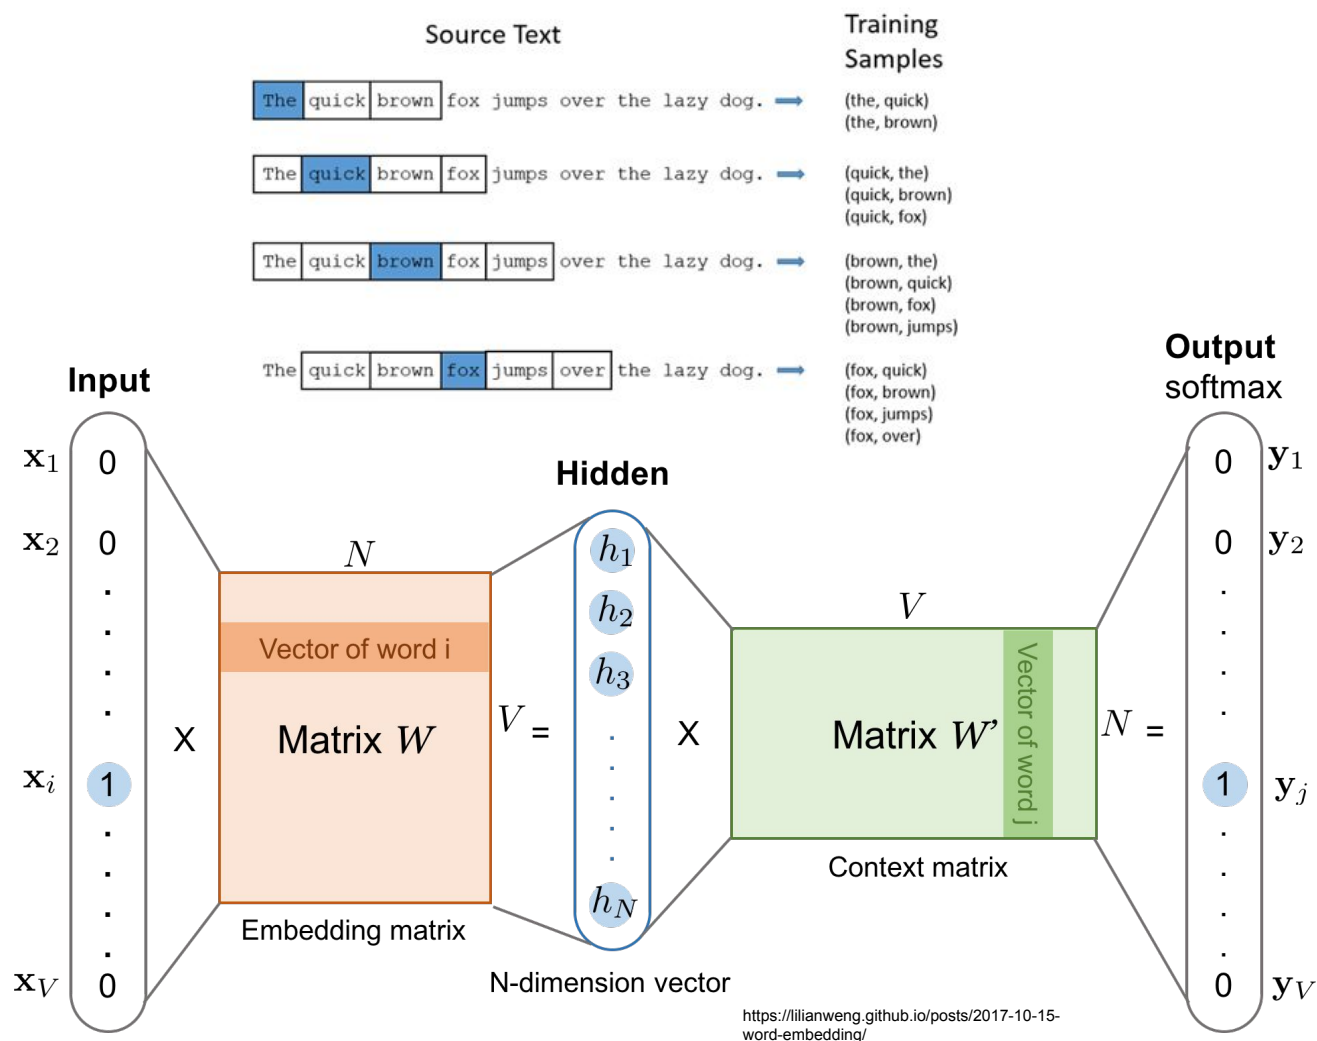 Source Text
Training
Samples
The quick brown fox jumps over the lazy dog.
(the, quick)
(the, brown)
The quick brown fox jumps over the lazy dog.
(quick, the)
(quick, brown)
(quick, fox)
The quick brown fox jumps over the lazy dog.
(brown, the)
(brown, quick)
(brown, fox)
(brown, jumps)
The quick brown fox jumps over the lazy dog.
(fox, quick)
(fox, brown)
(fox, jumps)
(fox, over)
Input
x1 0
x2 0
.
.
.
.
xi 1
.
.
.
.
xV 0
X
N
Vector of word i
Matrix W
V =
Embedding matrix
Hidden
h1
h2
h3
.
.
.
.
.
hN
N-dimension vector
X
V
Matrix W’
Vector of word j
N =
Context matrix
Output
softmax
0 y1
0 y2
.
.
.
.
1 yj
.
.
.
.
0 yV
https://lilianweng.github.io/posts/2017-10-15-
word-embedding/